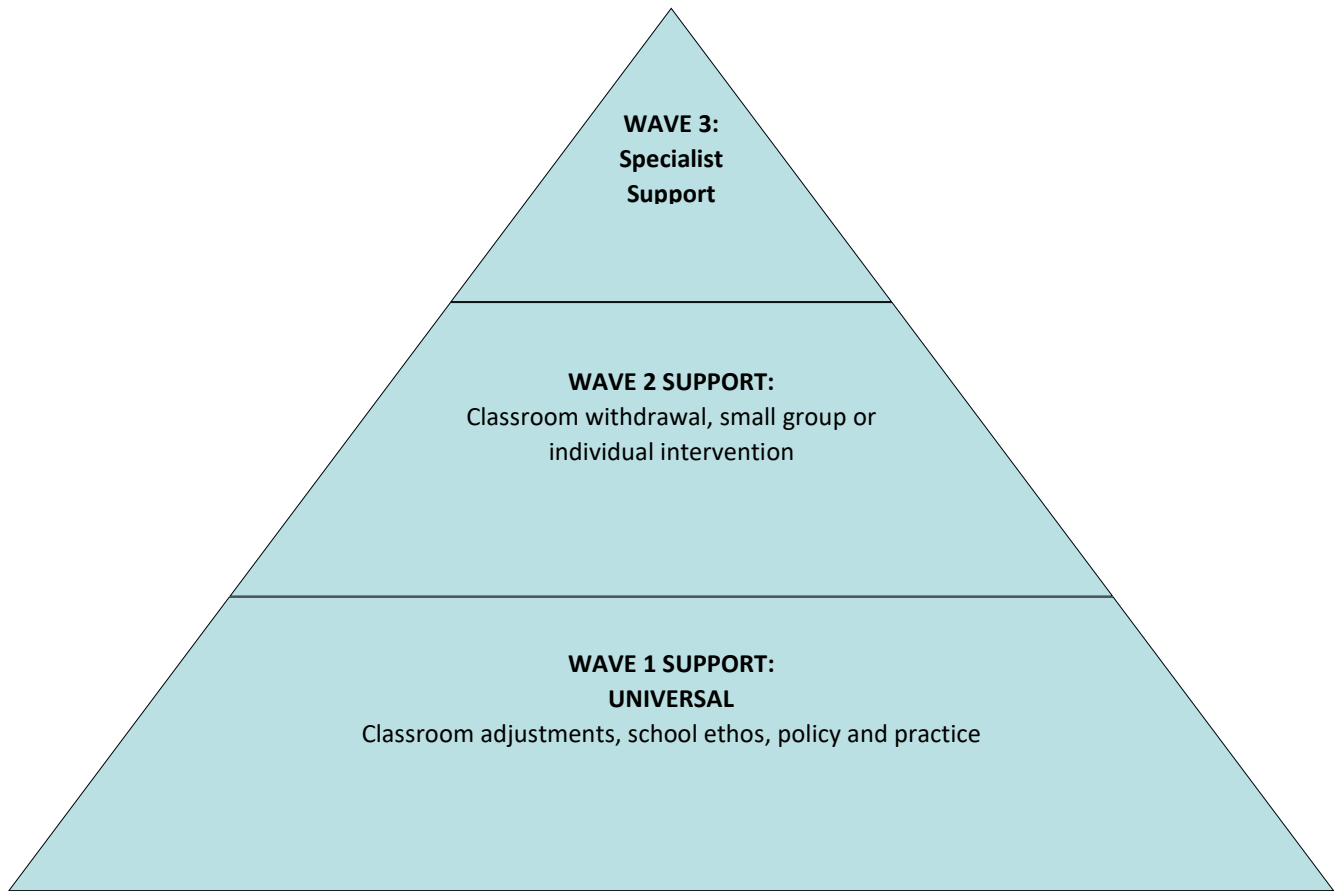 WAVE 3:
Specialist
Support
WAVE 2 SUPPORT:
Classroom withdrawal, small group or
individual intervention
WAVE 1 SUPPORT:
UNIVERSAL
Classroom adjustments, school ethos, policy and practice